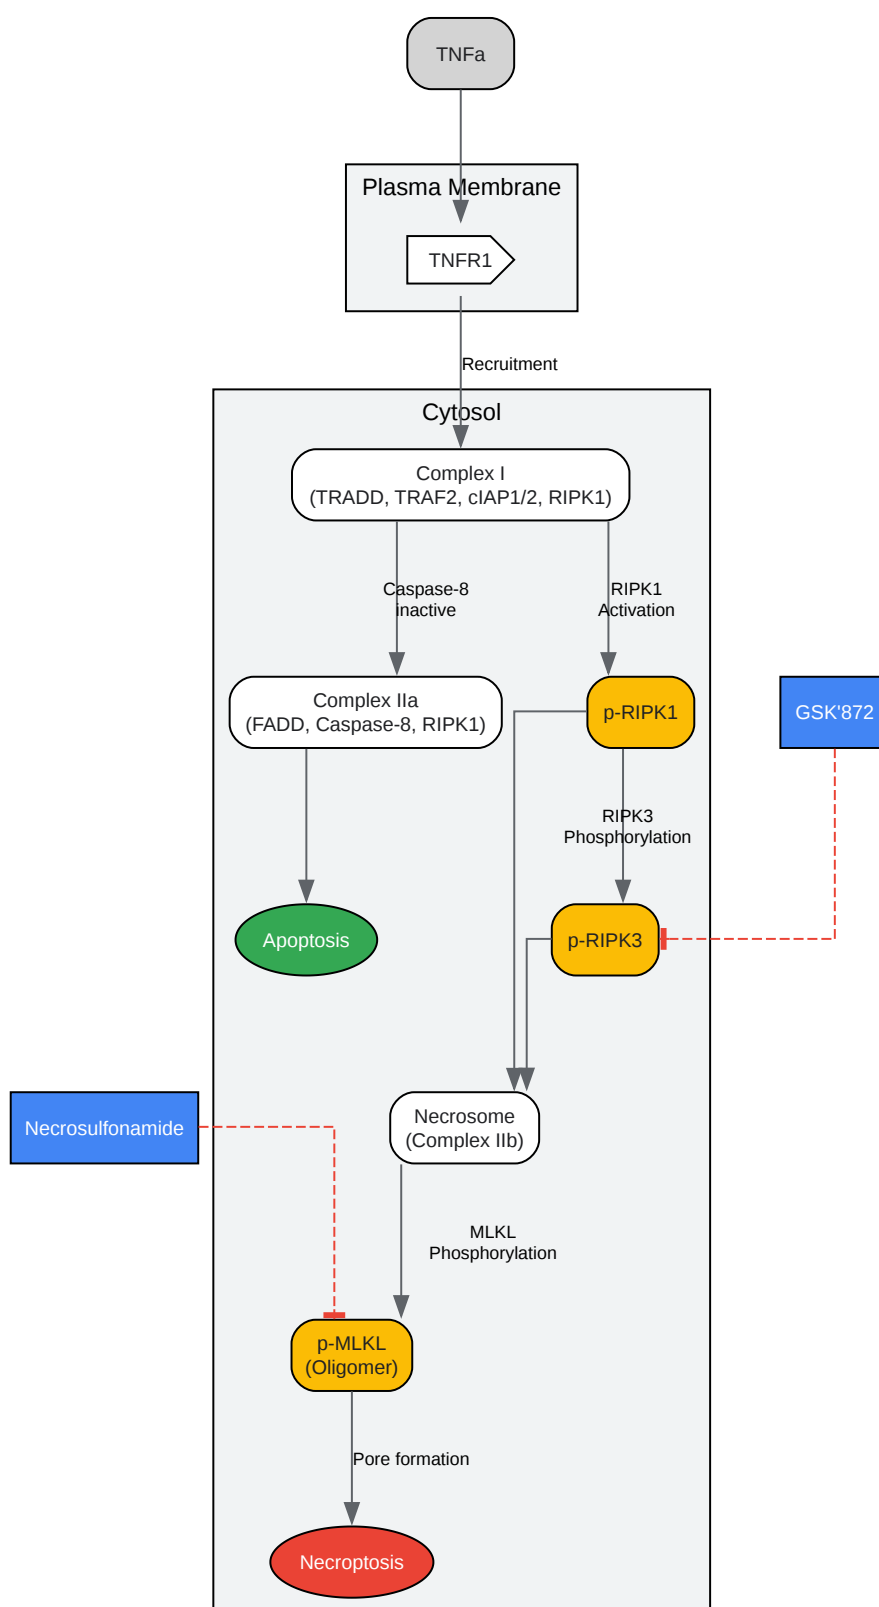 TNFa
Plasma Membrane
TNFR1
Recruitment
Cytosol
Complex I
(TRADD, TRAF2, cIAP1/2, RIPK1)
Caspase-8
inactive
RIPK1
Activation
Complex IIa
(FADD, Caspase-8, RIPK1)
p-RIPK1
GSK'872
RIPK3
Phosphorylation
Apoptosis
p-RIPK3
Necrosome
(Complex IIb)
Necrosulfonamide
MLKL
Phosphorylation
p-MLKL
(Oligomer)
Pore formation
Necroptosis